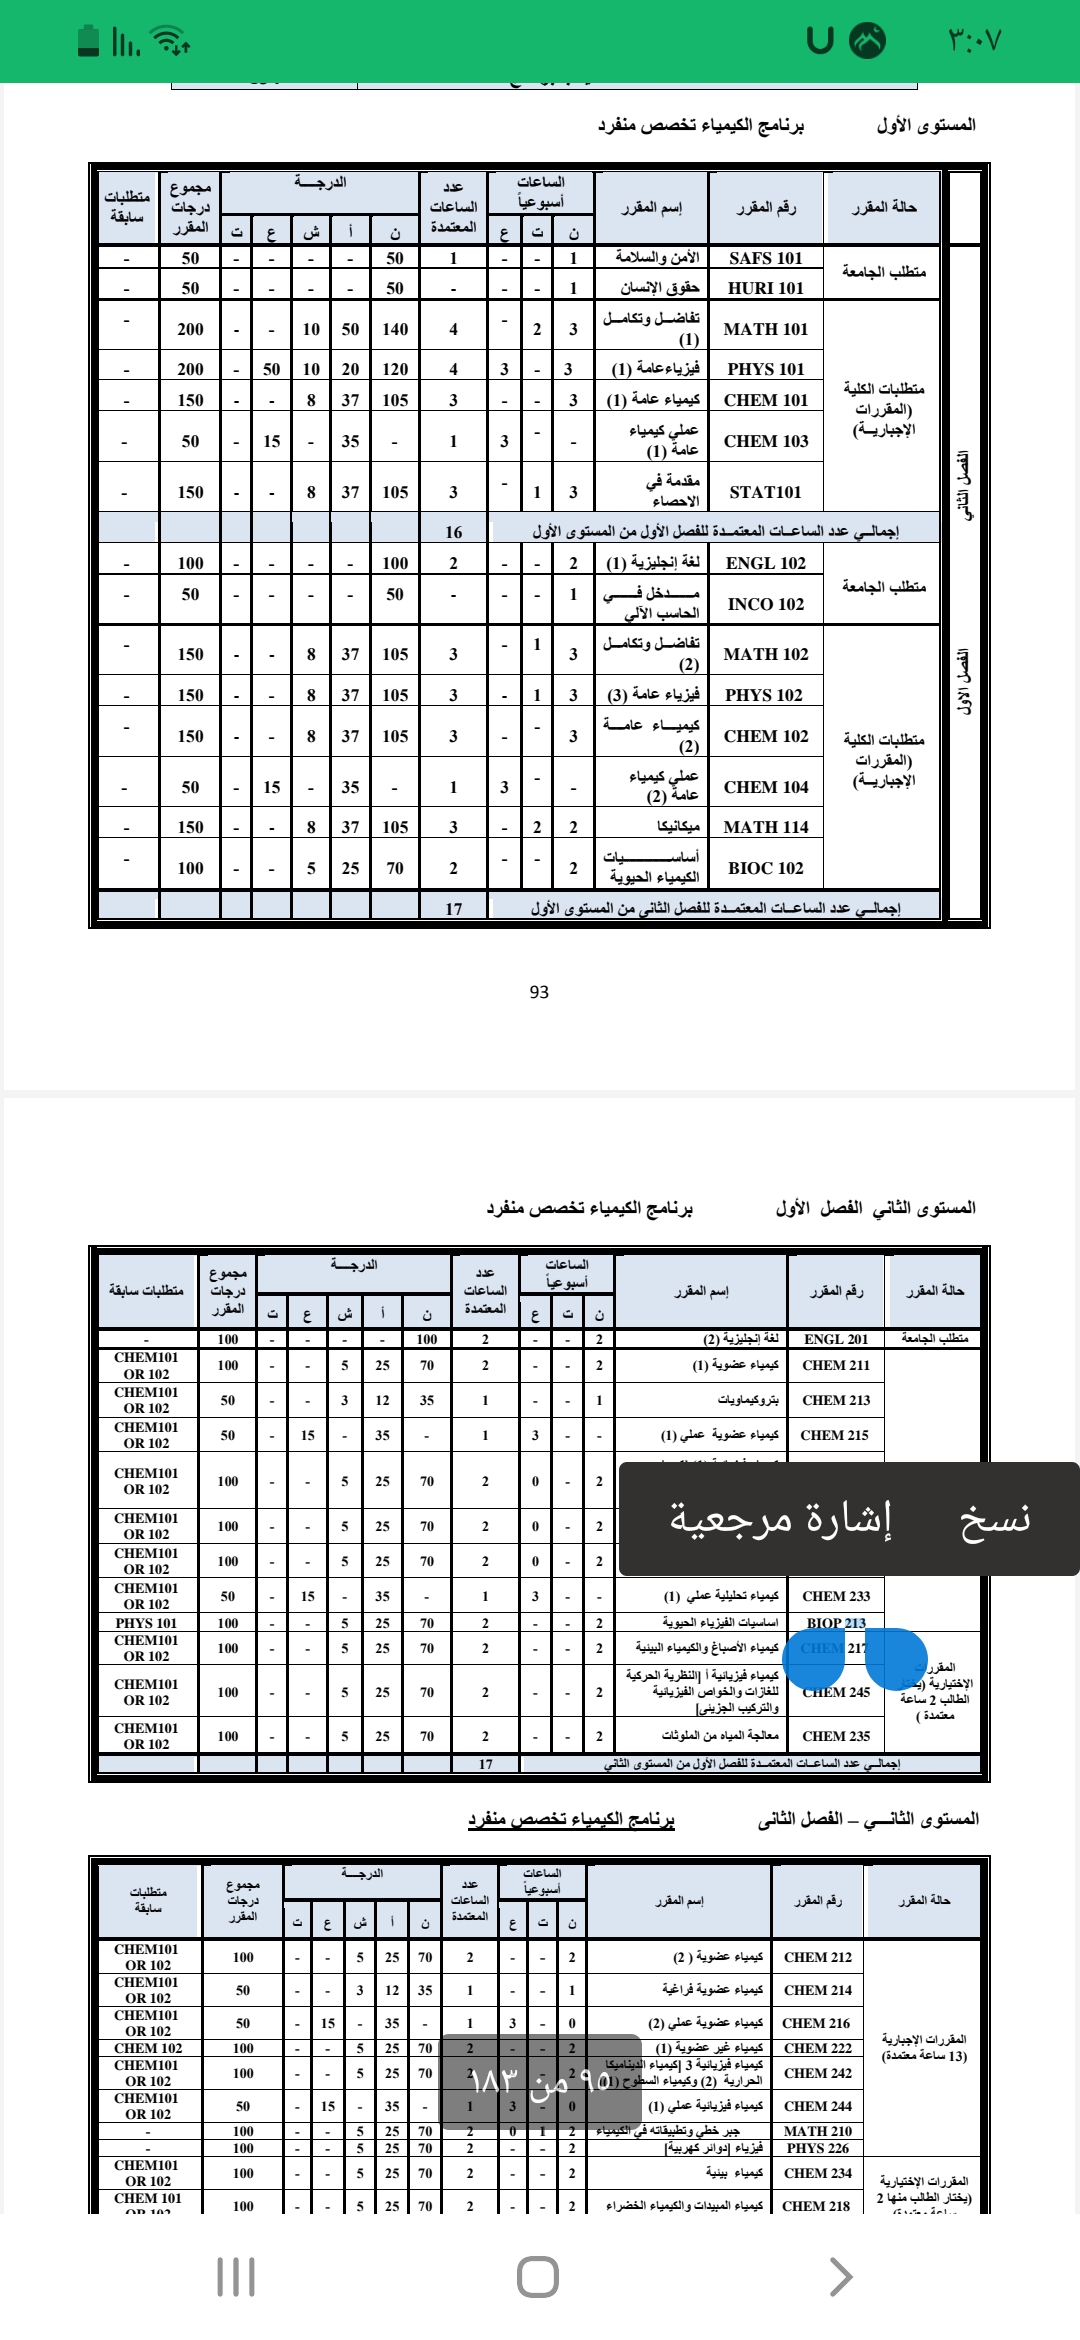 ٣:٠٧
المستوى الأول برنامج الكيمياء تخصص منفرد
حالة المقرر | رقم المقرر | إسم المقرر | الساعات أسبوعياً | عدد الساعات المعتمدة | الدرجـــة | مجموع درجات المقرر | متطلبات سابقة
ن | ت | ع | ن | أ | ش | ع | ت
الفصل الثاني
متطلب الجامعة
SAFS 101 | الأمن والسلامة | 1 | - | - | 1 | 50 | - | - | - | - | 50 | -
HURI 101 | حقوق الإنسان | 1 | - | - | - | 50 | - | - | - | - | 50 | -
متطلبات الكلية (المقررات الإجباريــة)
MATH 101 | تفاضــل وتكامــل (1) | 3 | 2 | - | 4 | 140 | 50 | 10 | - | - | 200 | -
PHYS 101 | فيزياءعامة (1) | 3 | - | 3 | 4 | 120 | 20 | 10 | 50 | - | 200 | -
CHEM 101 | كيمياء عامة (1) | 3 | - | - | 3 | 105 | 37 | 8 | - | - | 150 | -
CHEM 103 | عملي كيمياء عامة (1) | - | - | 3 | 1 | - | 35 | - | 15 | - | 50 | -
STAT101 | مقدمة في الاحصاء | 3 | 1 | - | 3 | 105 | 37 | 8 | - | - | 150 | -
إجمالـي عدد الساعــات المعتمــدة للفصل الأول من المستوى الأول | 16
الفصل الاول
متطلب الجامعة
ENGL 102 | لغة إنجليزية (1) | 2 | - | - | 2 | 100 | - | - | - | - | 100 | -
INCO 102 | مـــدخل فـــي الحاسب الآلي | 1 | - | - | - | 50 | - | - | - | - | 50 | -
متطلبات الكلية (المقررات الإجباريــة)
MATH 102 | تفاضــل وتكامــل (2) | 3 | 1 | - | 3 | 105 | 37 | 8 | - | - | 150 | -
PHYS 102 | فيزياء عامة (3) | 3 | 1 | - | 3 | 105 | 37 | 8 | - | - | 150 | -
CHEM 102 | كيميــاء عامــة (2) | 3 | - | - | 3 | 105 | 37 | 8 | - | - | 150 | -
CHEM 104 | عملي كيمياء عامة (2) | - | - | 3 | 1 | - | 35 | - | 15 | - | 50 | -
MATH 114 | ميكانيكا | 2 | 2 | - | 3 | 105 | 37 | 8 | - | - | 150 | -
BIOC 102 | أساســــيات الكيمياء الحيوية | 2 | - | - | 2 | 70 | 25 | 5 | - | - | 100 | -
إجمالـي عدد الساعــات المعتمــدة للفصل الثاني من المستوى الأول | 17
93
المستوى الثاني الفصل الأول برنامج الكيمياء تخصص منفرد
حالة المقرر | رقم المقرر | إسم المقرر | الساعات أسبوعياً | عدد الساعات المعتمدة | الدرجـــة | مجموع درجات المقرر | متطلبات سابقة
ن | ت | ع | ن | أ | ش | ع | ت
متطلب الجامعة | ENGL 201 | لغة إنجليزية (2) | 2 | - | - | 2 | 100 | - | - | - | - | 100 | -
CHEM 211 | كيمياء عضوية (1) | 2 | - | - | 2 | 70 | 25 | 5 | - | - | 100 | CHEM101 OR 102
CHEM 213 | بتروكيماويات | 1 | - | - | 1 | 35 | 12 | 3 | - | - | 50 | CHEM101 OR 102
CHEM 215 | كيمياء عضوية عملي (1) | - | - | 3 | 1 | - | 35 | - | 15 | - | 50 | CHEM101 OR 102
2 | - | 0 | 2 | 70 | 25 | 5 | - | - | 100 | CHEM101 OR 102
2 | - | 0 | 2 | 70 | 25 | 5 | - | - | 100 | CHEM101 OR 102
2 | - | 0 | 2 | 70 | 25 | 5 | - | - | 100 | CHEM101 OR 102
نسخ إشارة مرجعية
CHEM 233 | كيمياء تحليلية عملي (1) | - | - | 3 | 1 | - | 35 | - | 15 | - | 50 | CHEM101 OR 102
BIOP 213 | اساسيات الفيزياء الحيوية | 2 | - | - | 2 | 70 | 25 | 5 | - | - | 100 | PHYS 101
المقررات الإختيارية (يختار الطالب 2 ساعة معتمدة )
CHEM 217 | كيمياء الأصباغ والكيمياء البيئية | 2 | - | - | 2 | 70 | 25 | 5 | - | - | 100 | CHEM101 OR 102
CHEM 245 | كيمياء فيزيائية أ [النظرية الحركية للغازات والخواص الفيزيائية والتركيب الجزيئي] | 2 | - | - | 2 | 70 | 25 | 5 | - | - | 100 | CHEM101 OR 102
CHEM 235 | معالجة المياه من الملوثات | 2 | - | - | 2 | 70 | 25 | 5 | - | - | 100 | CHEM101 OR 102
إجمالـي عدد الساعــات المعتمــدة للفصل الأول من المستوى الثاني | 17
المستوى الثانـــي – الفصل الثانى برنامج الكيمياء تخصص منفرد
حالة المقرر | رقم المقرر | إسم المقرر | الساعات أسبوعياً | عدد الساعات المعتمدة | الدرجـــة | مجموع درجات المقرر | متطلبات سابقة
ن | ت | ع | ن | أ | ش | ع | ت
المقررات الإجبارية (13 ساعة معتمدة)
CHEM 212 | كيمياء عضوية ( 2) | 2 | - | - | 2 | 70 | 25 | 5 | - | - | 100 | CHEM101 OR 102
CHEM 214 | كيمياء عضوية فراغية | 1 | - | - | 1 | 35 | 12 | 3 | - | - | 50 | CHEM101 OR 102
CHEM 216 | كيمياء عضوية عملي (2) | 0 | - | 3 | 1 | - | 35 | - | 15 | - | 50 | CHEM101 OR 102
CHEM 222 | كيمياء غير عضوية (1) | 2 | - | - | 2 | 70 | 25 | 5 | - | - | 100 | CHEM 102
CHEM 242 | كيمياء فيزيائية 3 [كيمياء الديناميكا الحرارية (2) وكيمياء السطوح (1)] | 2 | 70 | 25 | 5 | - | - | 100 | CHEM101 OR 102
٩٥ من ١٨٣
CHEM 244 | كيمياء فيزيائية عملي (1) | 0 | - | 3 | 1 | - | 35 | - | 15 | - | 50 | CHEM101 OR 102
MATH 210 | جبر خطي وتطبيقاته في الكيمياء | 2 | 1 | 0 | 2 | 70 | 25 | 5 | - | - | 100 | -
PHYS 226 | فيزياء [دوائر كهربية] | 2 | - | - | 2 | 70 | 25 | 5 | - | - | 100 | -
المقررات الإختيارية (يختار الطالب منها 2
CHEM 234 | كيمياء بيئية | 2 | - | - | 2 | 70 | 25 | 5 | - | - | 100 | CHEM101 OR 102
CHEM 218 | كيمياء المبيدات والكيمياء الخضراء | 2 | - | - | 2 | 70 | 25 | 5 | - | - | 100 | CHEM 101